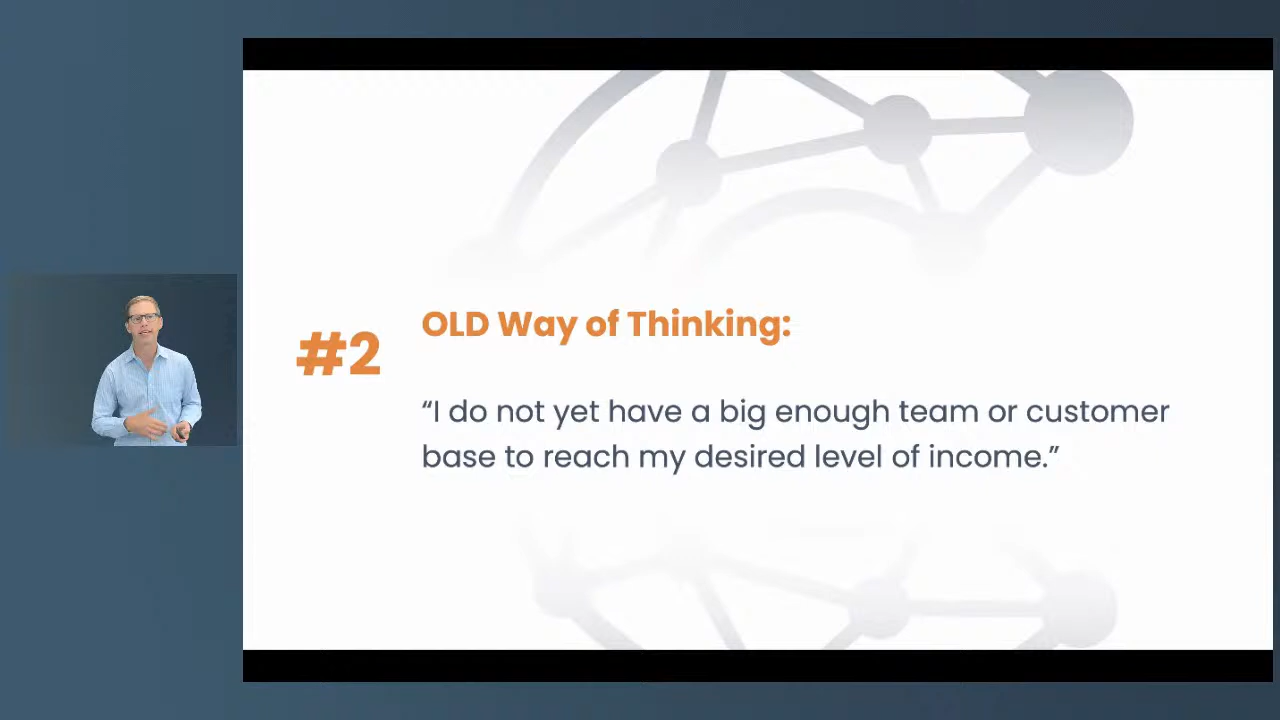 #2
OLD Way of Thinking:
“I do not yet have a big enough team or customer
base to reach my desired level of income.”